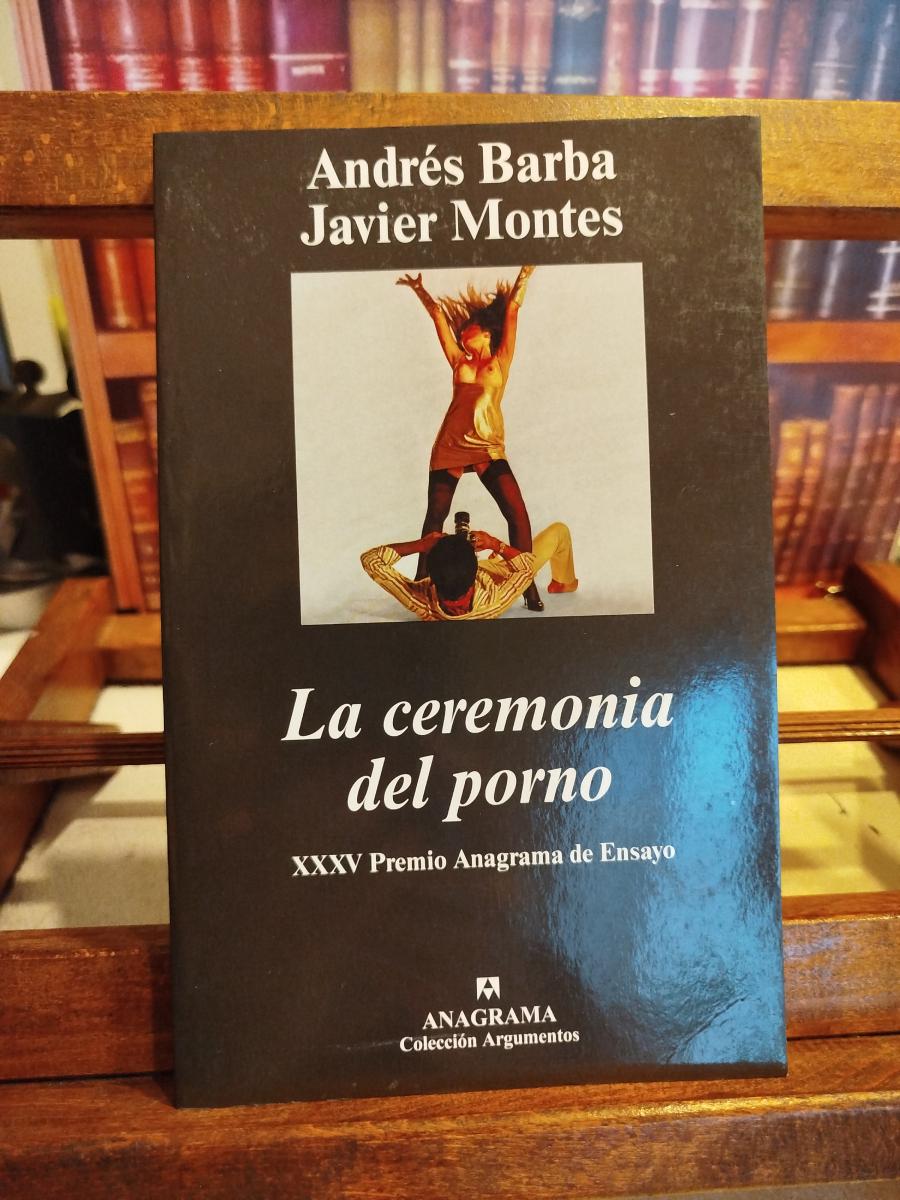 Andrés Barba
Javier Montes
La ceremonia
del porno
XXXV Premio Anagrama de Ensayo
ANAGRAMA
Colección Argumentos